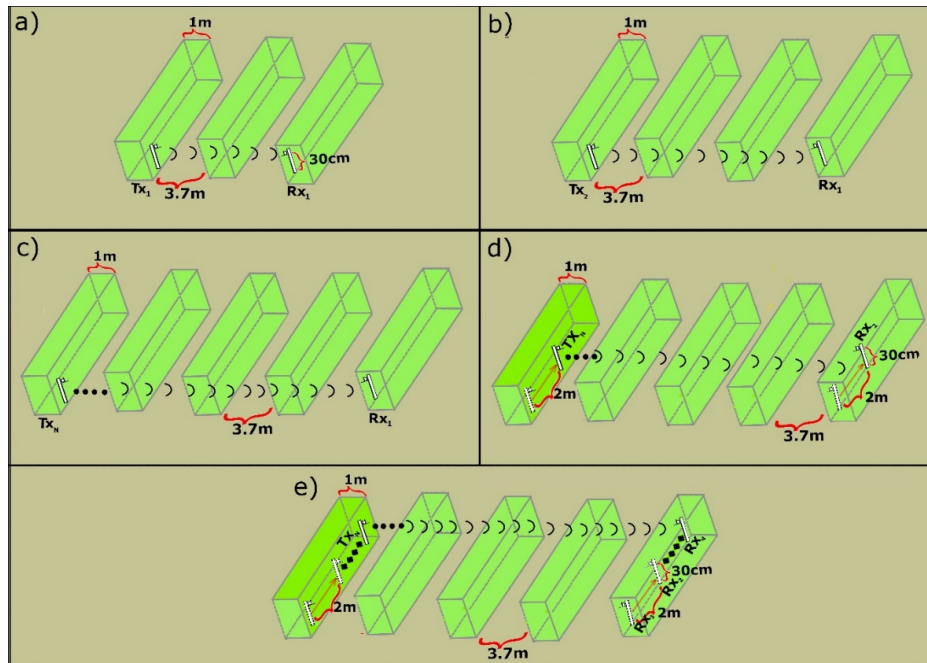 a)
1m
Tx₁
3.7m
Rx₁
30cm
b)
1m
Tx₂
3.7m
Rx₁
c)
1m
Txₙ
3.7m
Rx₁
d)
1m
TXₙ
2m
Rx₂
30cm
2m
3.7m
e)
1m
TXₙ
2m
3.7m
30cm
Rx₂
Rx₁
2m